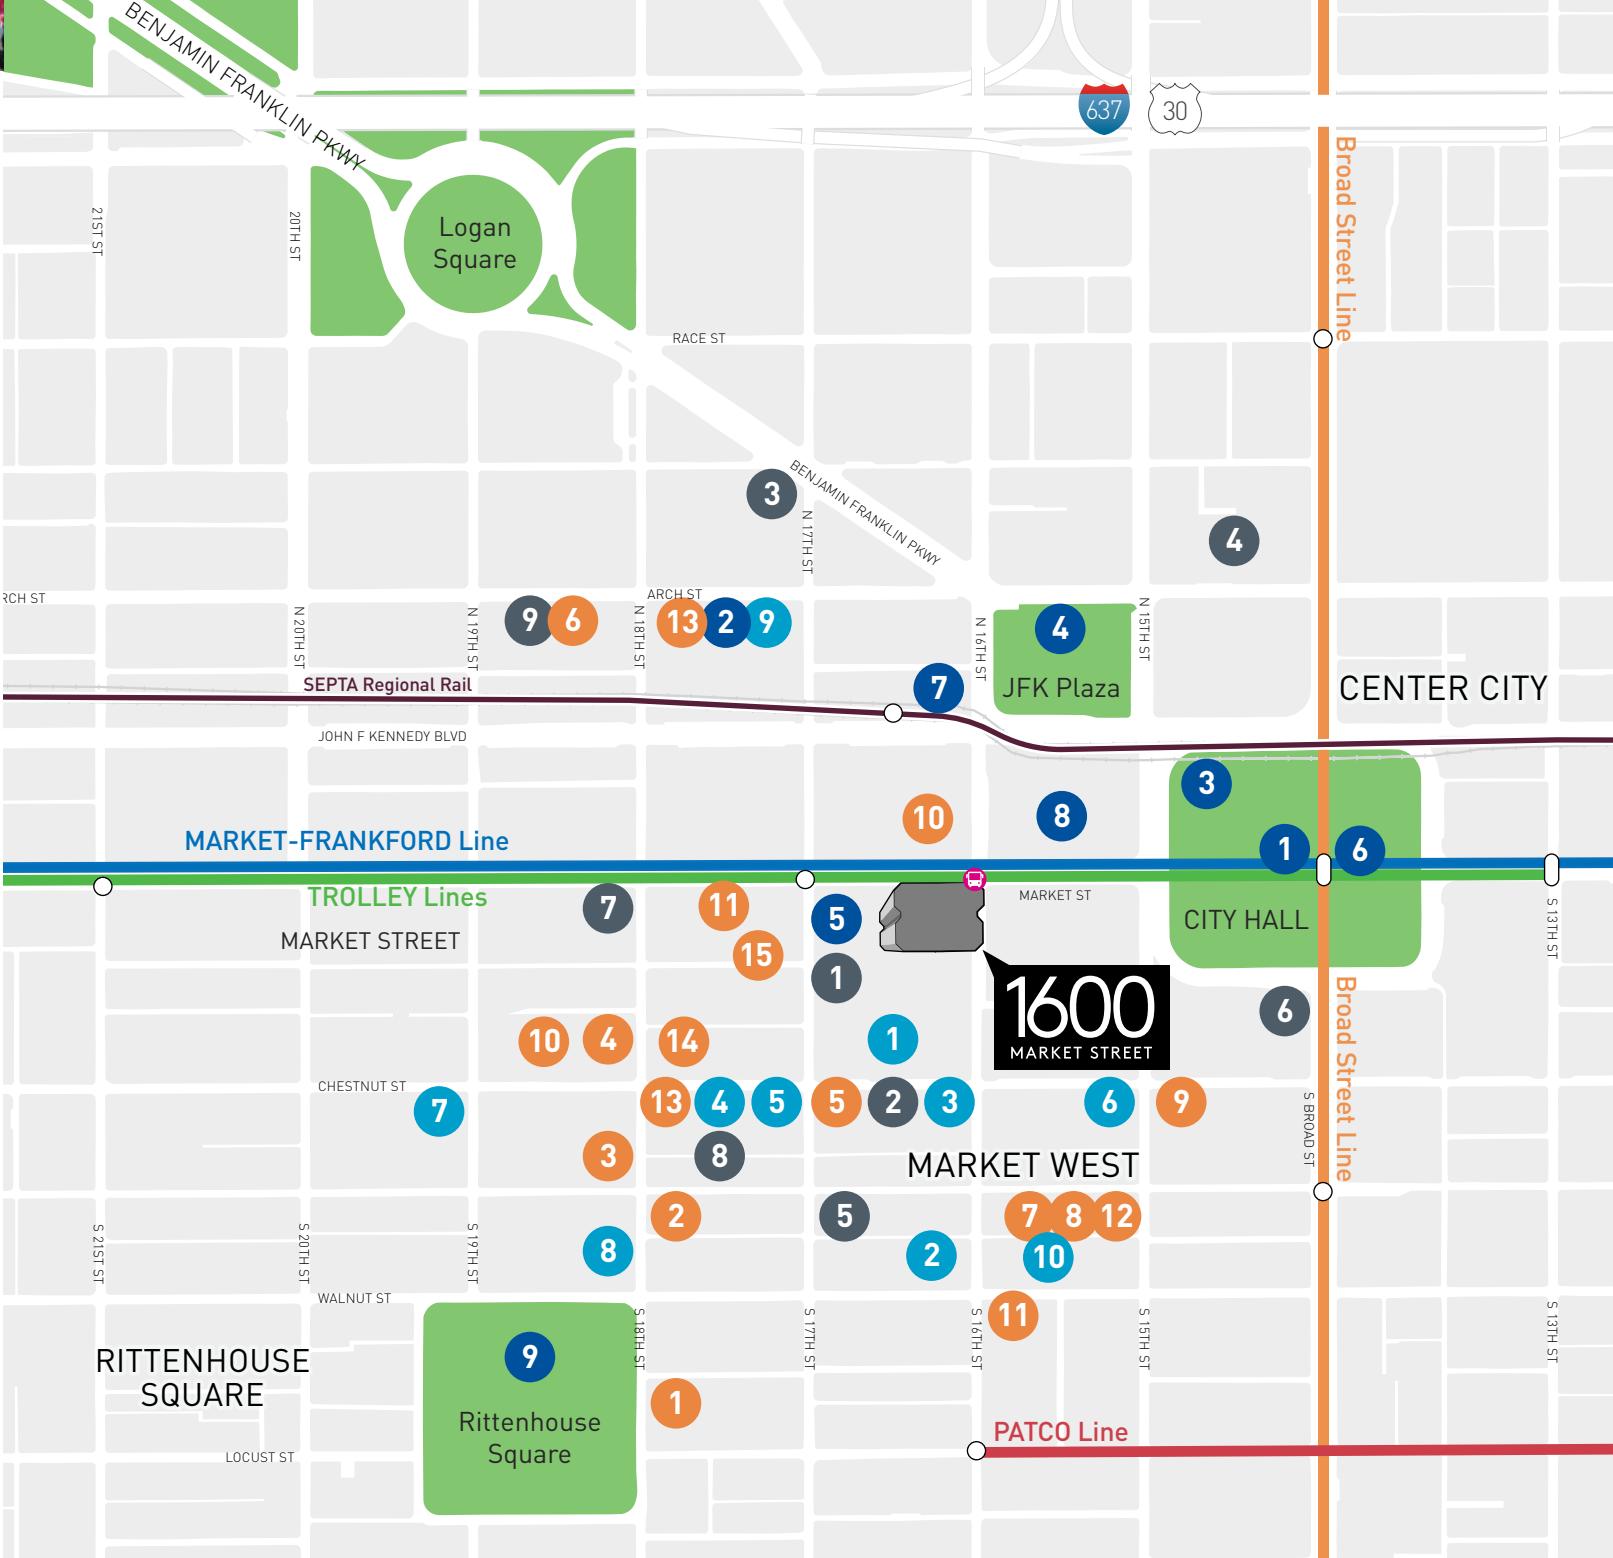 BENJAMIN FRANKLIN PKWY
637
30
Broad Street Line
21ST ST
20TH ST
Logan
Square
RACE ST
BENJAMIN FRANKLIN PKWY
3
N 17TH ST
4
RCH ST
ARCH ST
N 20TH ST
N 19TH ST
N 18TH ST
9
6
13
2
9
N 16TH ST
4
JFK Plaza
N 15TH ST
7
SEPTA Regional Rail
CENTER CITY
JOHN F KENNEDY BLVD
3
10
8
MARKET-FRANKFORD Line
1
6
TROLLEY Lines
MARKET ST
7
11
5
CITY HALL
S 13TH ST
MARKET STREET
15
1
1600
MARKET STREET
6
Broad Street Line
10
4
14
1
CHESTNUT ST
7
13
4
5
5
2
3
6
9
S BROAD ST
3
8
MARKET WEST
2
5
7
8
12
8
2
10
S 21ST ST
S 20TH ST
S 19TH ST
WALNUT ST
11
S 18TH ST
S 17TH ST
S 16TH ST
S 15TH ST
S 13TH ST
RITTENHOUSE
SQUARE
9
1
Rittenhouse
Square
PATCO Line
LOCUST ST